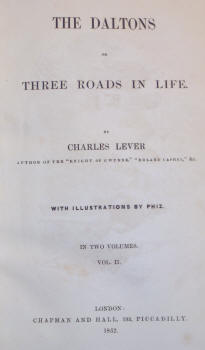 THE DALTONS
OR
THREE ROADS IN LIFE.
BY
CHARLES LEVER
AUTHOR OF THE "KNIGHT OF GWYNNE," "ROLAND CASHEL," &c.
WITH ILLUSTRATIONS BY PHIZ.
IN TWO VOLUMES.
VOL. II.
LONDON:
CHAPMAN AND HALL, 193, PICCADILLY.
1852.